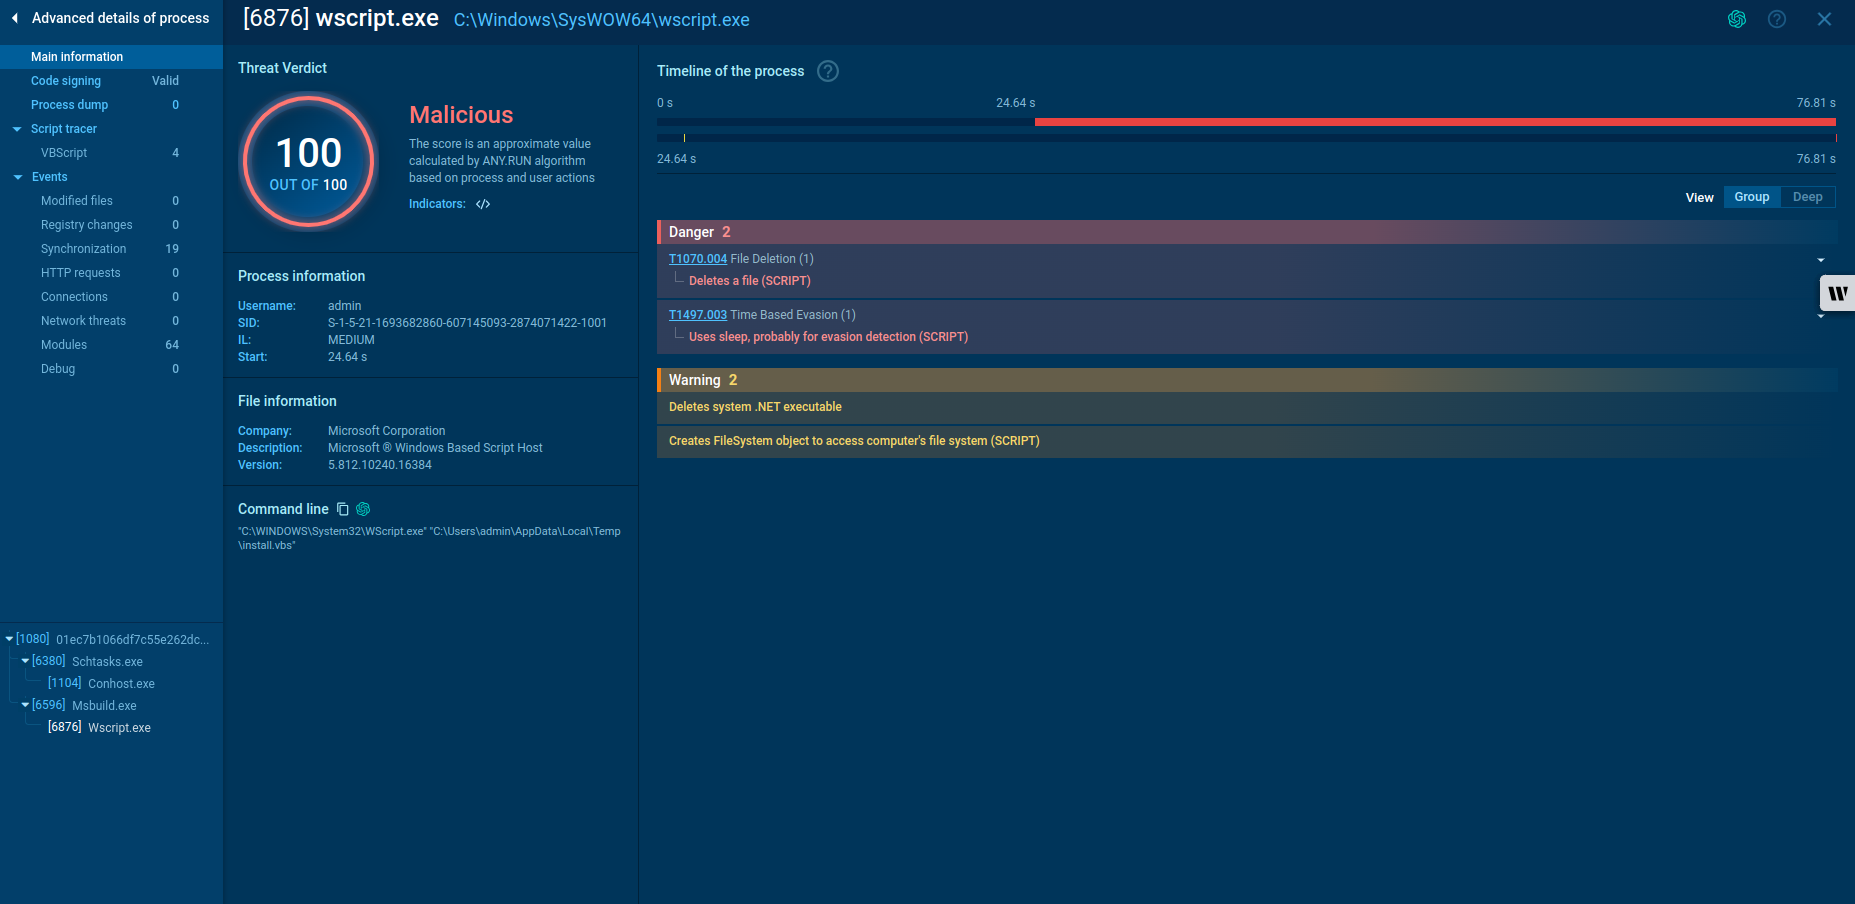 Advanced details of process
[6876] wscript.exe C:\Windows\SysWOW64\wscript.exe
Main information
Code signing Valid
Process dump 0
Script tracer
VBScript 4
Events
Modified files 0
Registry changes 0
Synchronization 19
HTTP requests 0
Connections 0
Network threats 0
Modules 64
Debug 0
[1080] 01ec7b1066df7c55e262dc...
[6380] Schtasks.exe
[1104] Conhost.exe
[6596] Msbuild.exe
[6876] Wscript.exe
Threat Verdict
100
OUT OF 100
Malicious
The score is an approximate value
calculated by ANY.RUN algorithm
based on process and user actions
Indicators: </>
Process information
Username: admin
SID: S-1-5-21-1693682860-607145093-2874071422-1001
IL: MEDIUM
Start: 24.64 s
File information
Company: Microsoft Corporation
Description: Microsoft ® Windows Based Script Host
Version: 5.812.10240.16384
Command line
"C:\WINDOWS\System32\WScript.exe" "C:\Users\admin\AppData\Local\Temp
\install.vbs"
Timeline of the process ?
0 s 24.64 s 76.81 s
24.64 s 76.81 s
View Group Deep
Danger 2
T1070.004 File Deletion (1)
Deletes a file (SCRIPT)
T1497.003 Time Based Evasion (1)
Uses sleep, probably for evasion detection (SCRIPT)
Warning 2
Deletes system .NET executable
Creates FileSystem object to access computer's file system (SCRIPT)